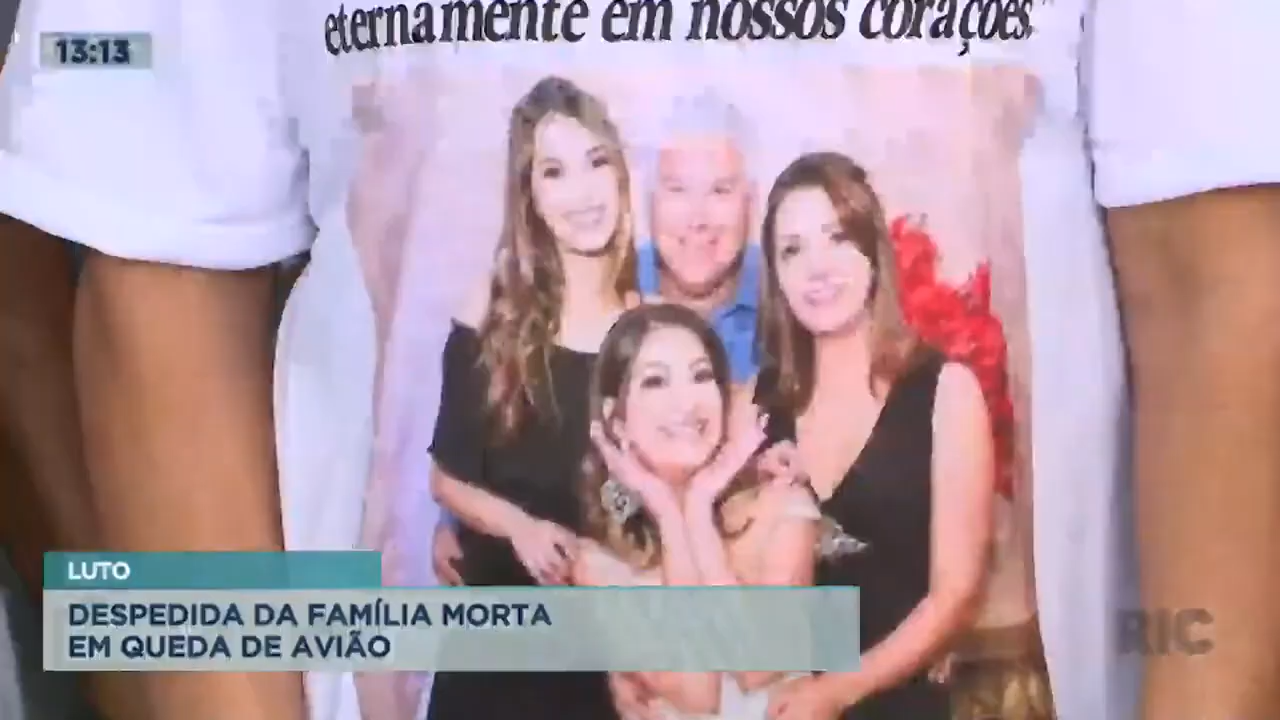 eternamente em nossos corações."
13:13
LUTO
DESPEDIDA DA FAMÍLIA MORTA
EM QUEDA DE AVIÃO
RIC